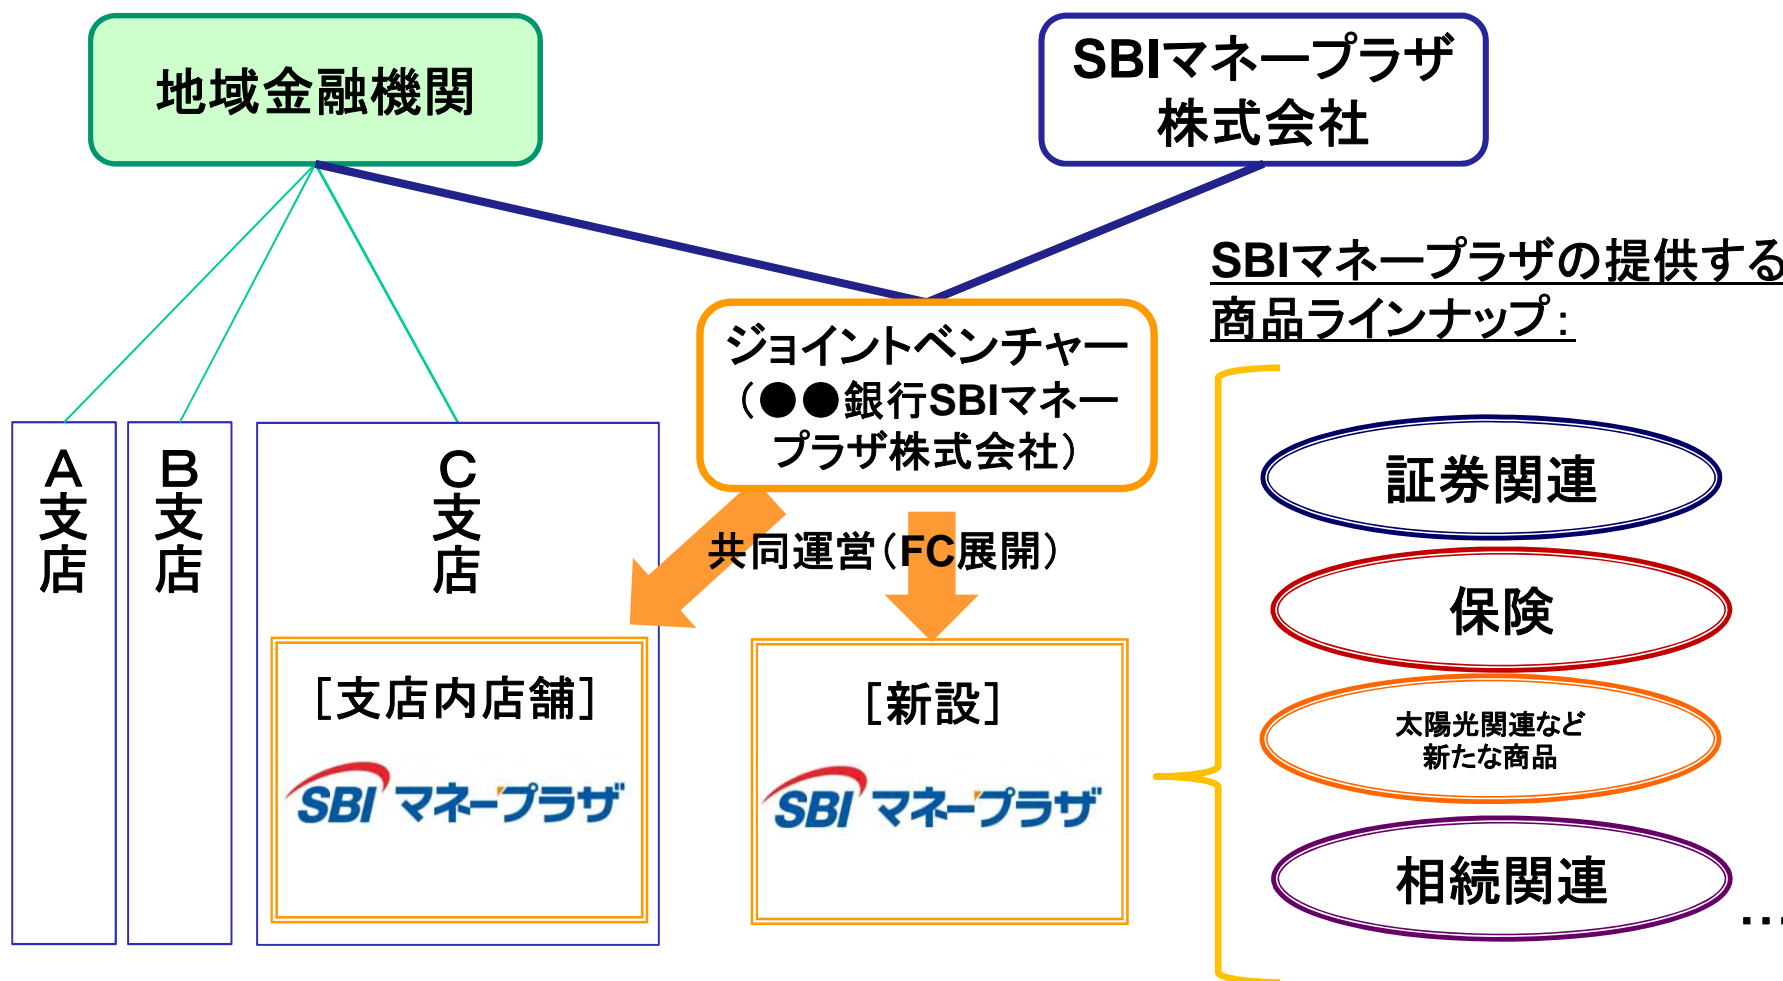 地域金融機関
SBIマネープラザ
株式会社
SBIマネープラザの提供する
商品ラインナップ：
ジョイントベンチャー
（●●銀行SBIマネー
プラザ株式会社）
A支店
B支店
C支店
共同運営（FC展開）
［支店内店舗］
SBI マネープラザ
［新設］
SBI マネープラザ
証券関連
保険
太陽光関連など
新たな商品
相続関連
…